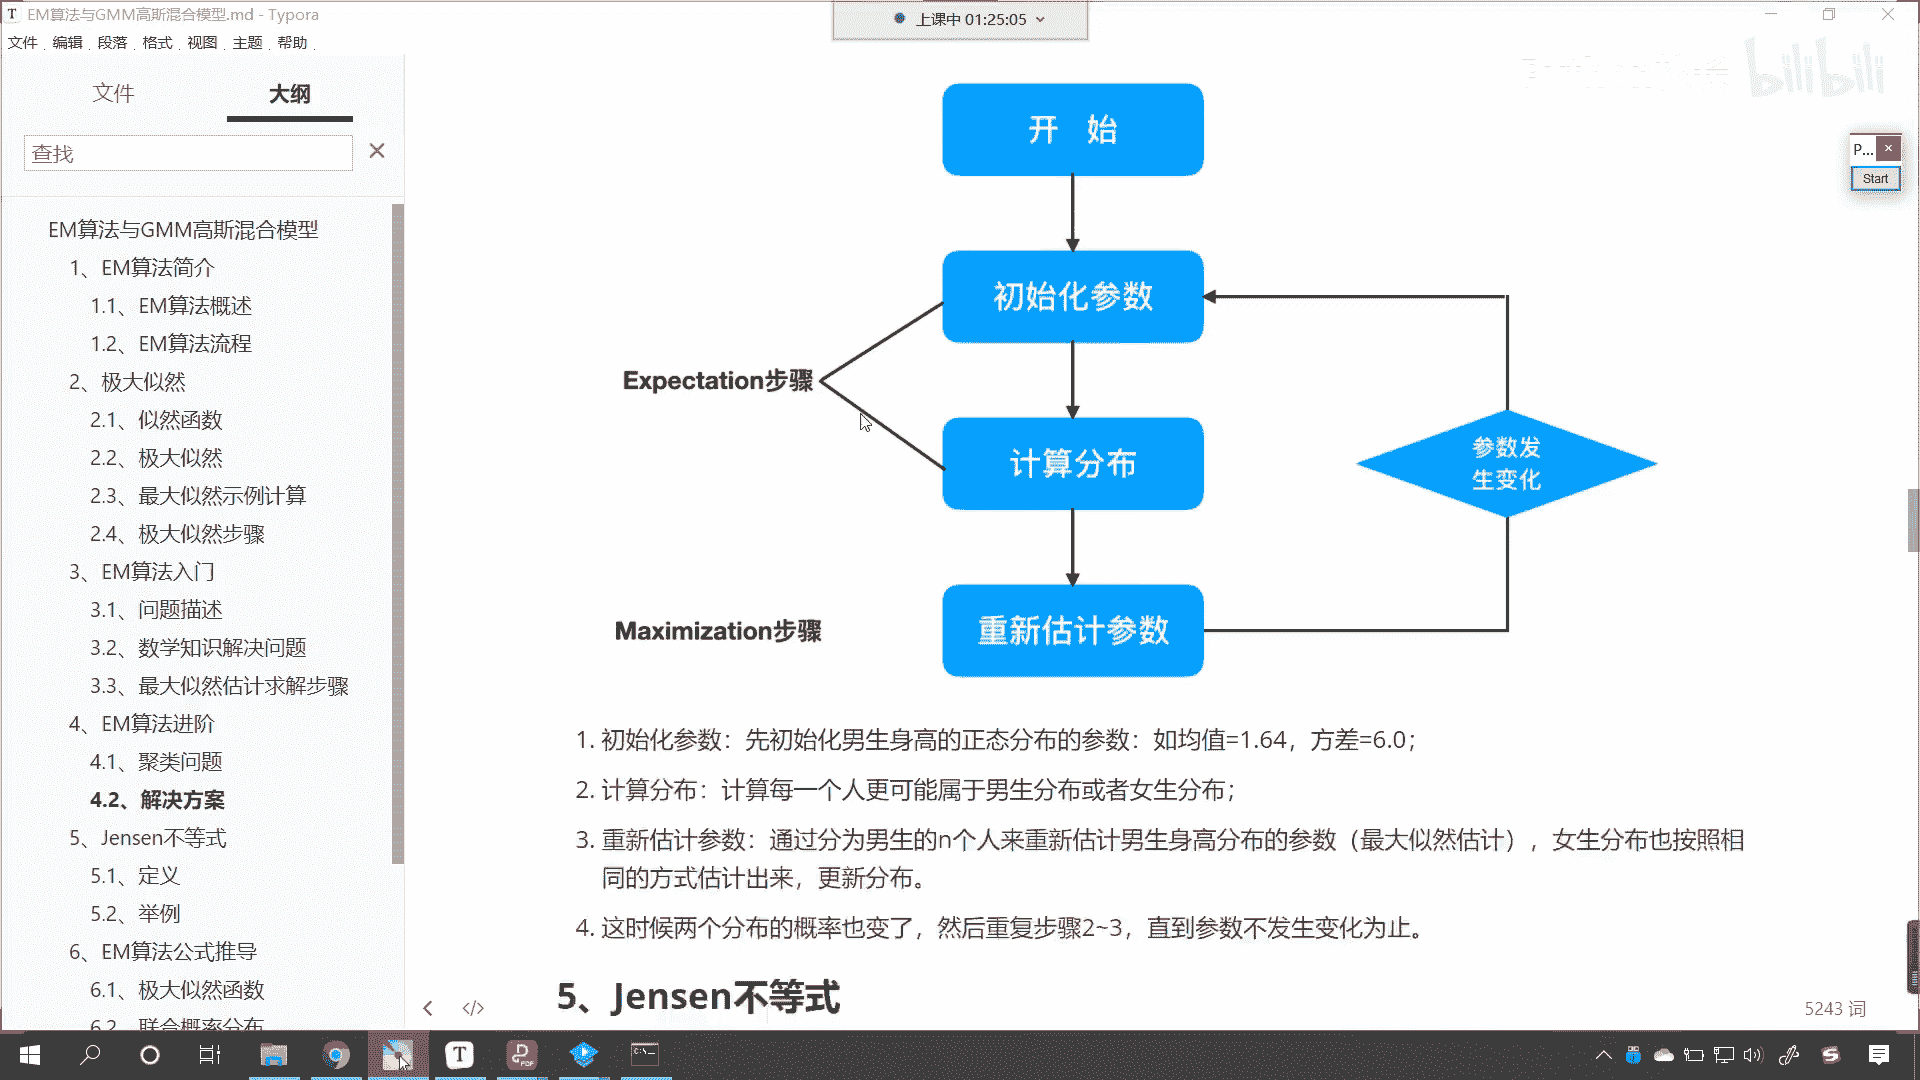 EM算法与GMM高斯混合模型.md - Typora
上课中 01:25:05
文件 编辑 段落 格式 视图 主题 帮助
bilibili
文件 大纲
查找
P...
Start
EM算法与GMM高斯混合模型
1、EM算法简介
1.1、EM算法概述
1.2、EM算法流程
2、极大似然
2.1、似然函数
2.2、极大似然
2.3、最大似然示例计算
2.4、极大似然步骤
3、EM算法入门
3.1、问题描述
3.2、数学知识解决问题
3.3、最大似然估计求解步骤
4、EM算法进阶
4.1、聚类问题
4.2、解决方案
5、Jensen不等式
5.1、定义
5.2、举例
6、EM算法公式推导
6.1、极大似然函数
6.2、联合概率分布
开 始
初始化参数
Expectation步骤
计算分布
参数发
生变化
Maximization步骤
重新估计参数
1. 初始化参数：先初始化男生身高的正态分布的参数：如均值=1.64，方差=6.0；
2. 计算分布：计算每一个人更可能属于男生分布或者女生分布；
3. 重新估计参数：通过分为男生的n个人来重新估计男生身高分布的参数（最大似然估计），女生分布也按照相
同的方式估计出来，更新分布。
4. 这时候两个分布的概率也变了，然后重复步骤2~3，直到参数不发生变化为止。
5、Jensen不等式
5243 词